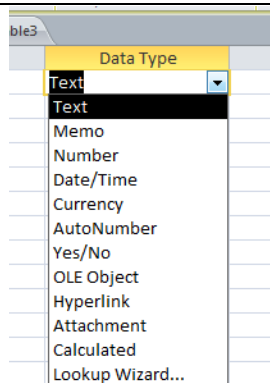 ble3
Data Type
Text
Text
Memo
Number
Date/Time
Currency
AutoNumber
Yes/No
OLE Object
Hyperlink
Attachment
Calculated
Lookup Wizard...